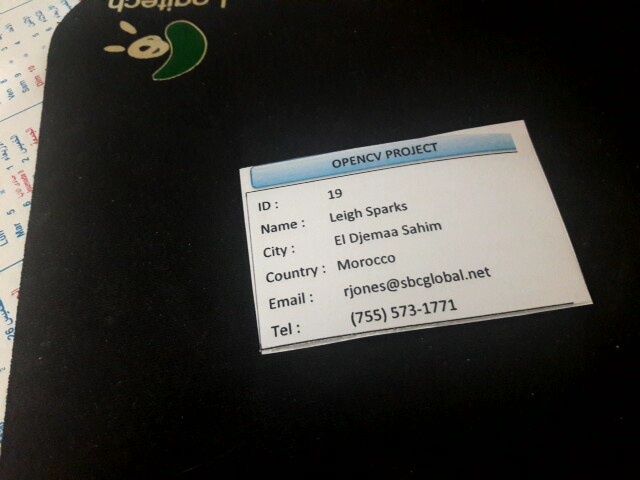 Logitech
OPENCV PROJECT
ID : 19
Name : Leigh Sparks
City : El Djemaa Sahim
Country : Morocco
Email : rjones@sbcglobal.net
Tel : (755) 573-1771